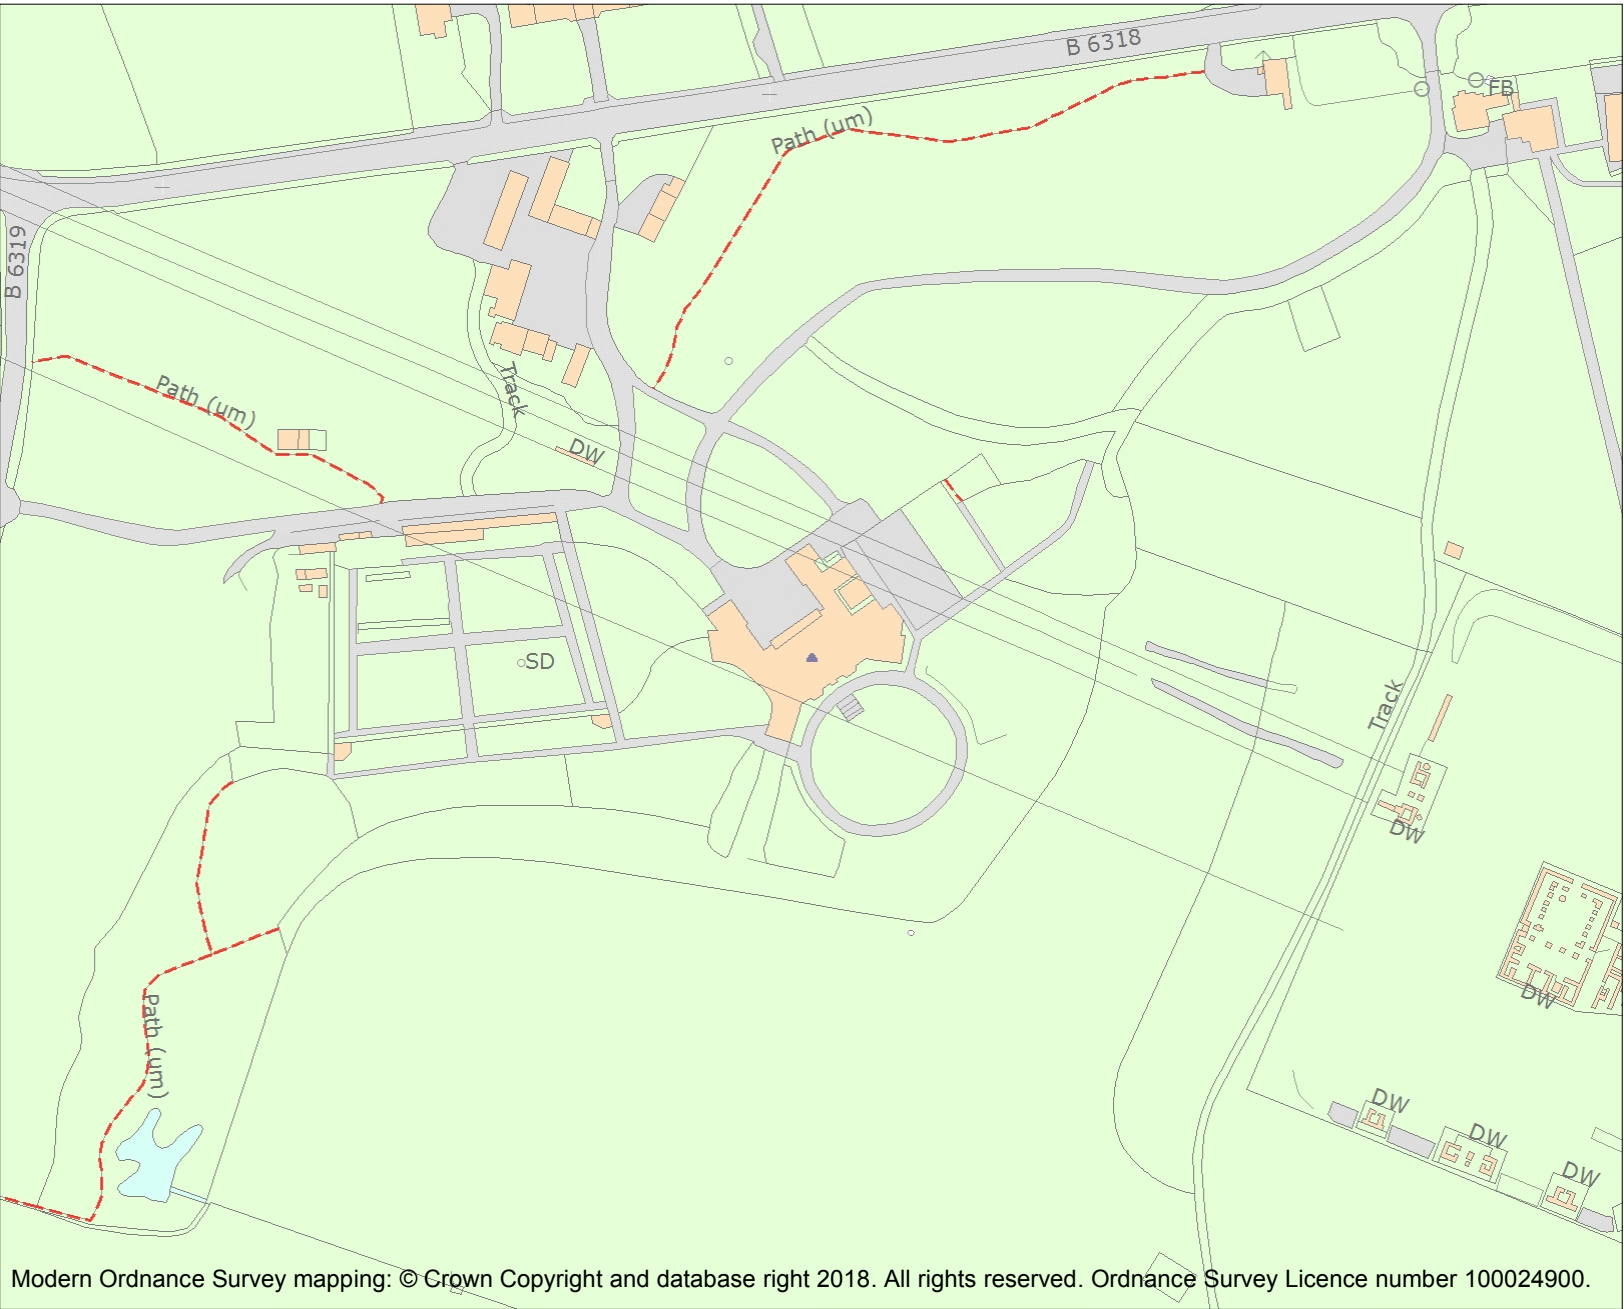 B 6318
FB
Path (um)
B 6319
Track
Path (um)
DW
SD
Track
DW
DW
Path (um)
DW
DW
DW
Modern Ordnance Survey mapping: © Crown Copyright and database right 2018. All rights reserved. Ordnance Survey Licence number 100024900.